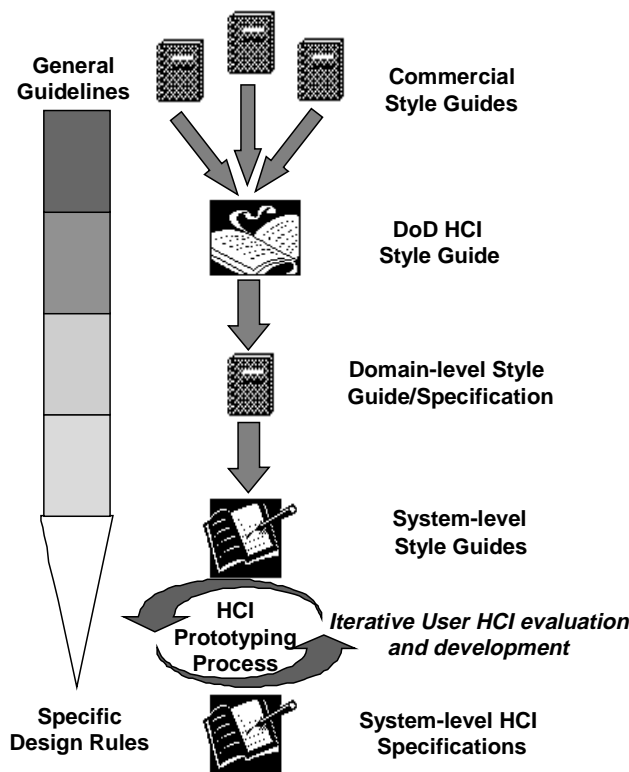 General
Guidelines
Commercial
Style Guides
DoD HCI
Style Guide
Domain-level Style
Guide/Specification
System-level
Style Guides
HCI
Prototyping
Process
Iterative User HCI evaluation
and development
Specific
Design Rules
System-level HCI
Specifications